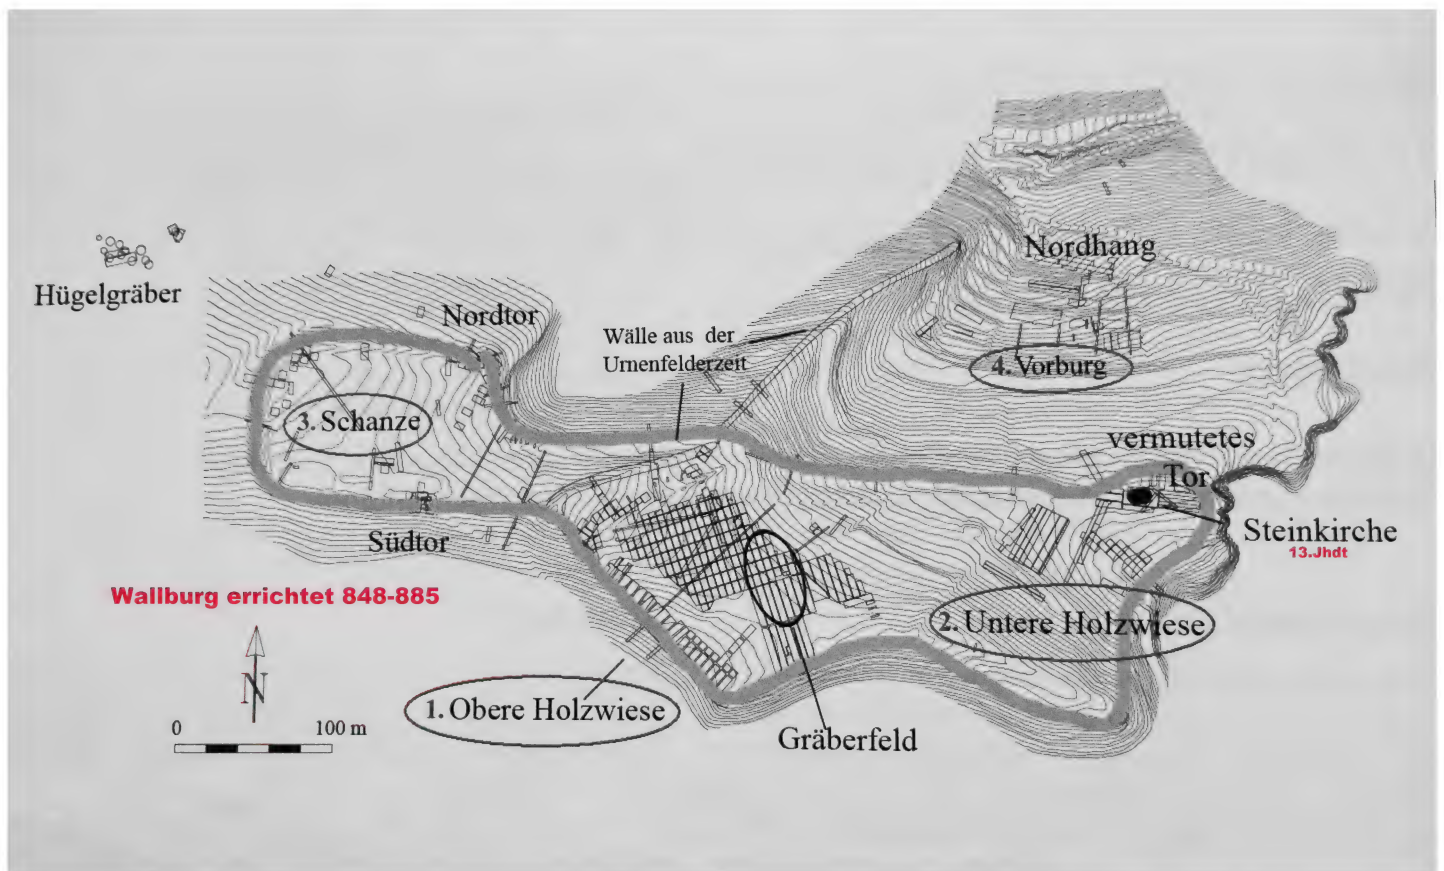 Nordhang
Hügelgräber
Nordtor
Wälle aus der
Urnenfelderzeit
4. Vorburg
3. Schanze
vermutetes
Tor
Südtor
Steinkirche
13.Jhdt
Wallburg errichtet 848-885
2. Untere Holzwiese
N
1. Obere Holzwiese
0 100 m
Gräberfeld